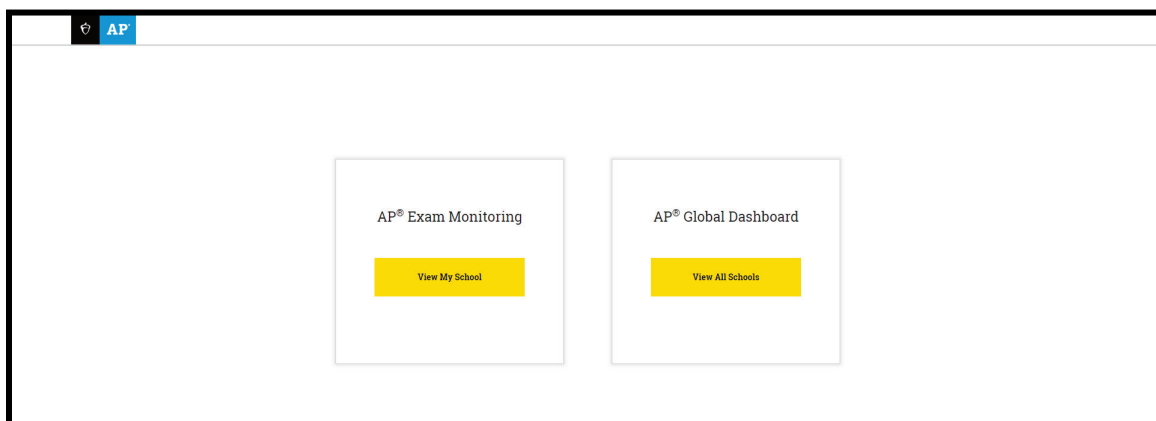 AP®
AP® Exam Monitoring
View My School
AP® Global Dashboard
View All Schools